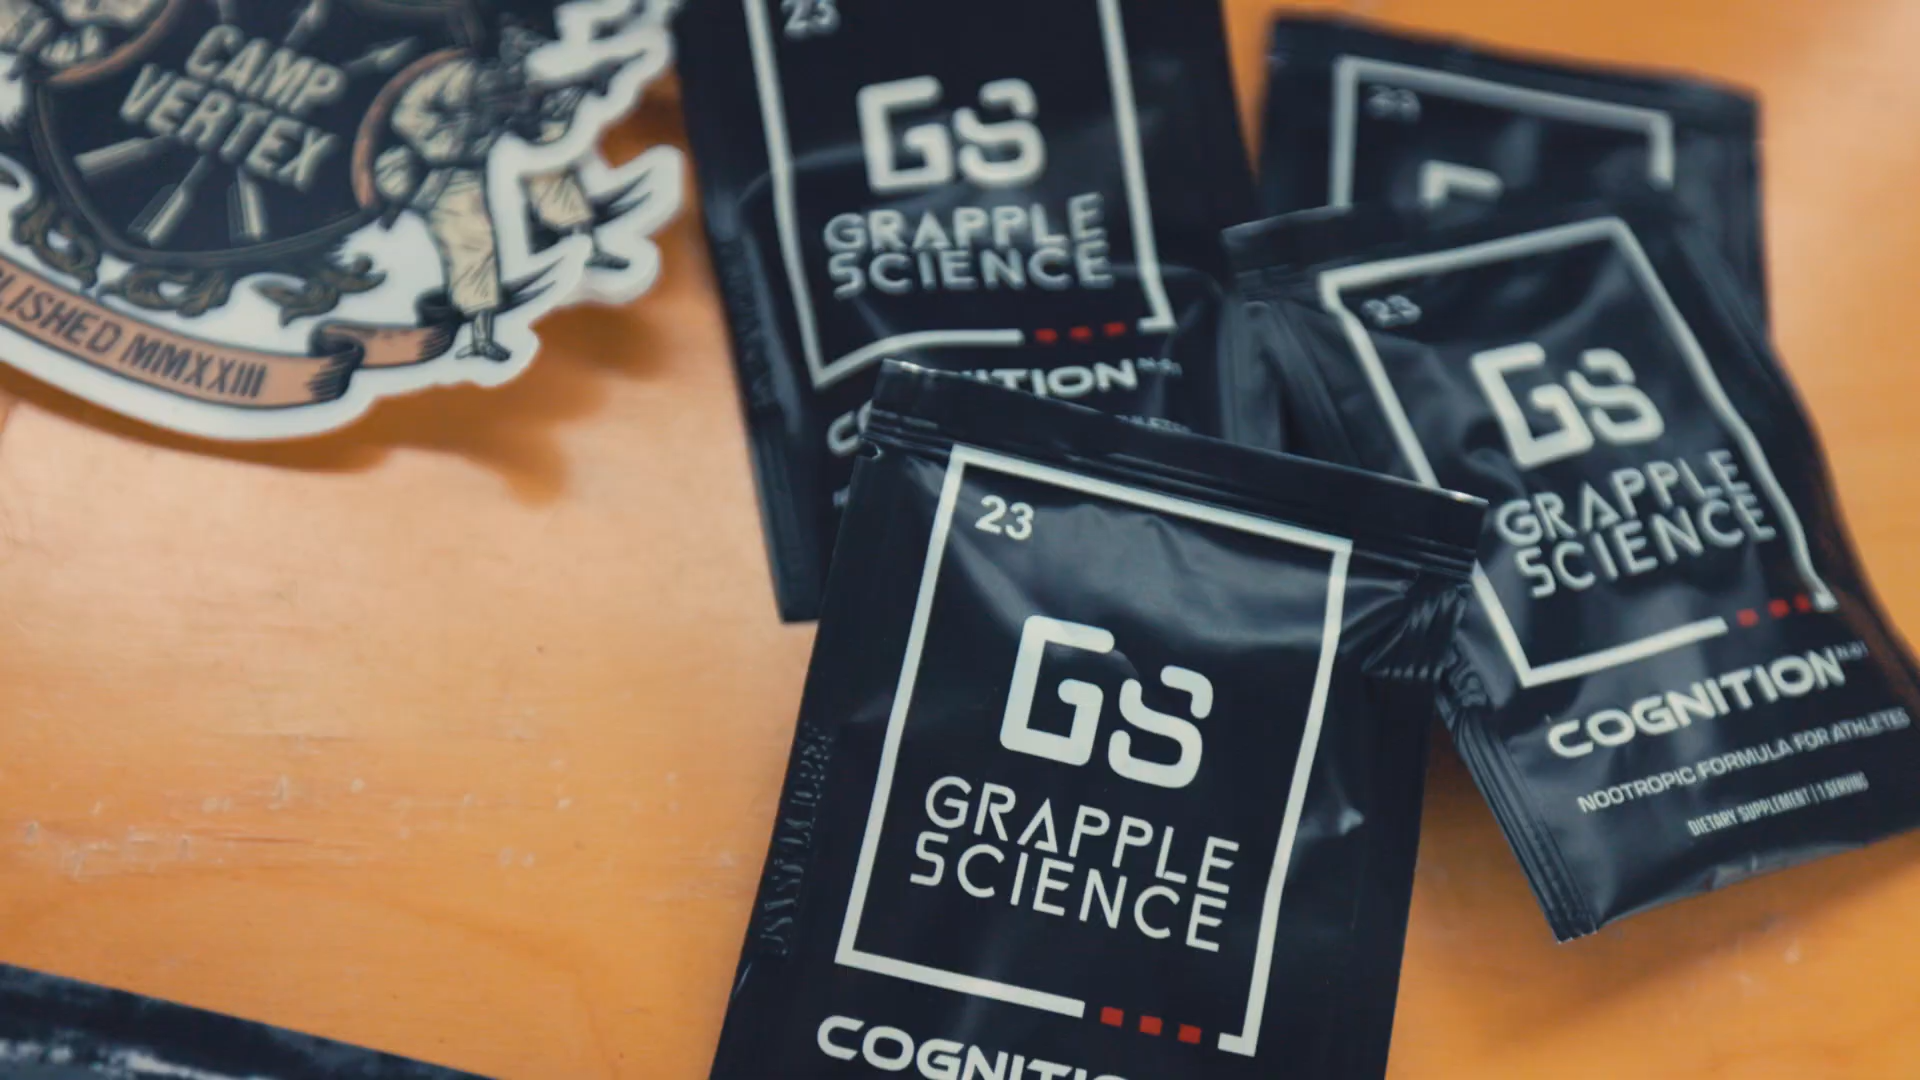 CAMP
VERTEX
LISHED MMXXIII
23
GS
GRAPPLE
SCIENCE
23
23
GS
GRAPPLE
SCIENCE
COGNITION
NOOTROPIC FORMULA FOR ATHLETES
DIETARY SUPPLEMENT | 1 SERVING
23
GS
GRAPPLE
SCIENCE